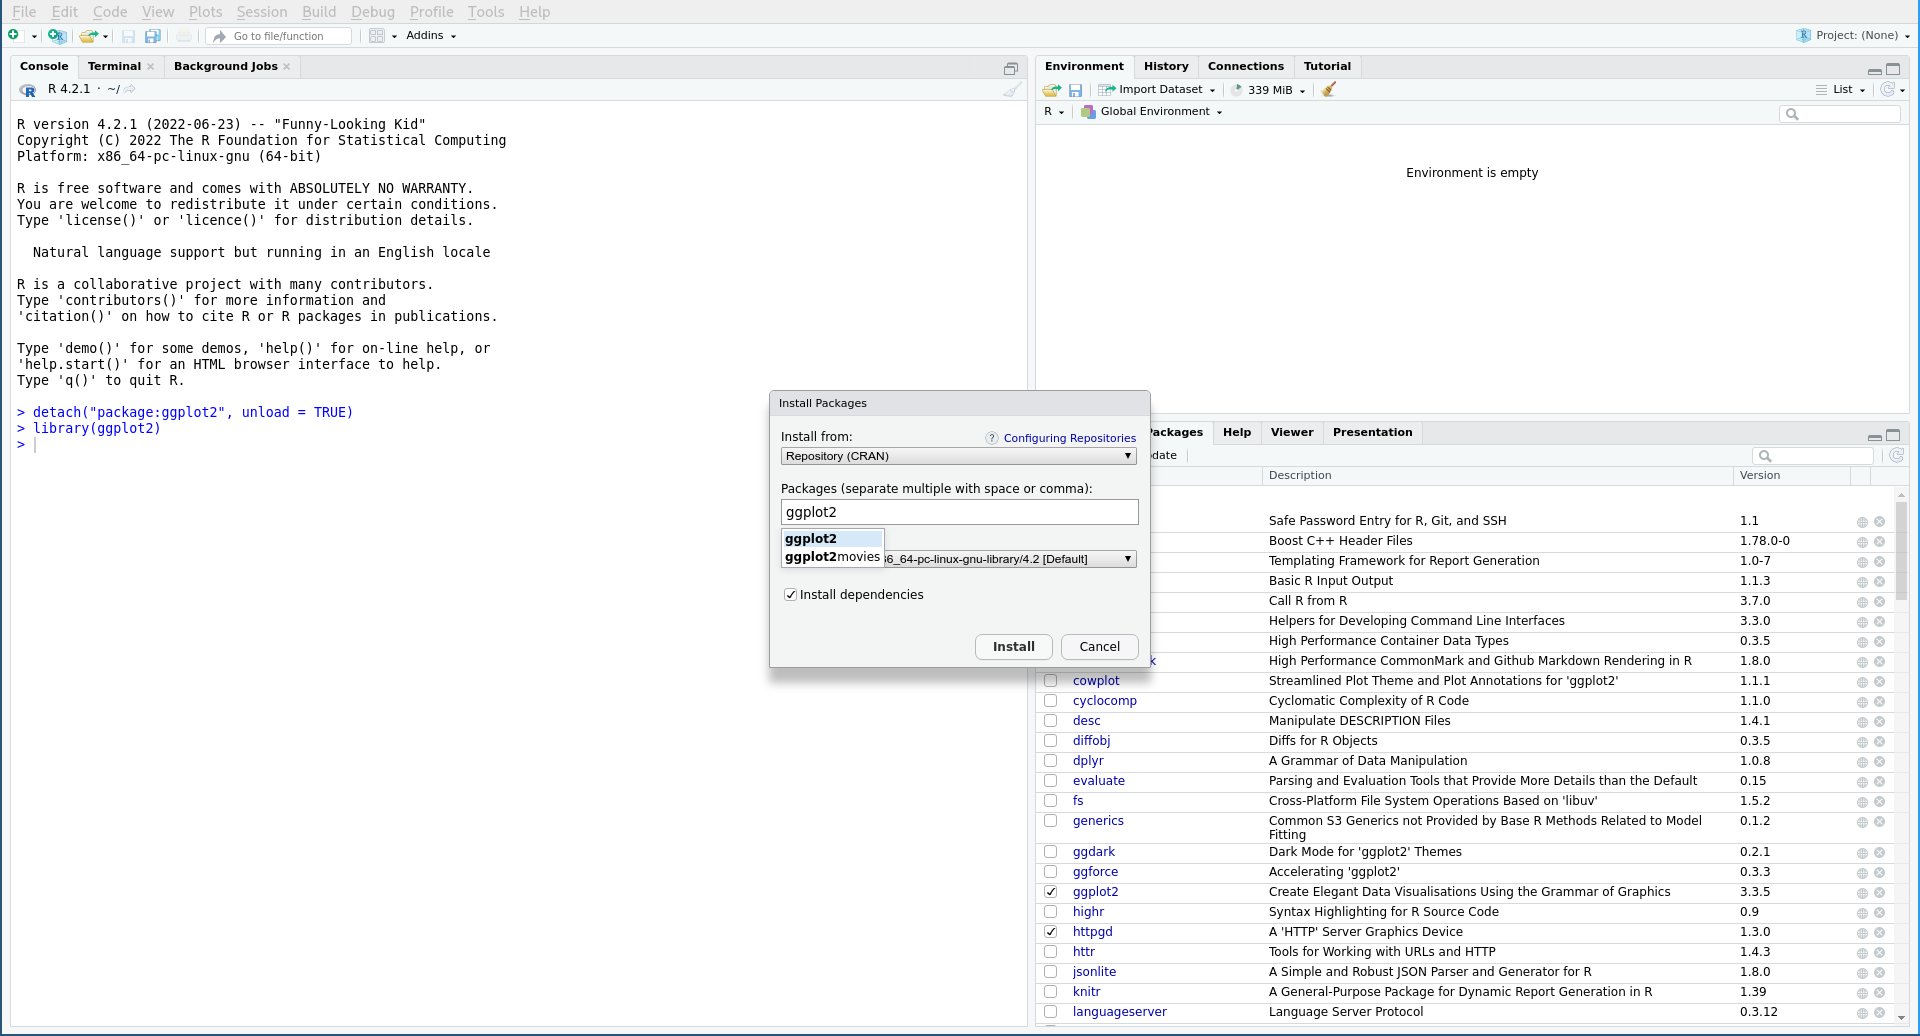 File Edit Code View Plots Session Build Debug Profile Tools Help
Go to file/function Addins Project: (None)
Console Terminal Background Jobs
R 4.2.1 · ~/
R version 4.2.1 (2022-06-23) -- "Funny-Looking Kid"
Copyright (C) 2022 The R Foundation for Statistical Computing
Platform: x86_64-pc-linux-gnu (64-bit)
R is free software and comes with ABSOLUTELY NO WARRANTY.
You are welcome to redistribute it under certain conditions.
Type 'license()' or 'licence()' for distribution details.
Natural language support but running in an English locale
R is a collaborative project with many contributors.
Type 'contributors()' for more information and
'citation()' on how to cite R or R packages in publications.
Type 'demo()' for some demos, 'help()' for on-line help, or
'help.start()' for an HTML browser interface to help.
Type 'q()' to quit R.
> detach("package:ggplot2", unload = TRUE)
> library(ggplot2)
>
Environment History Connections Tutorial
Import Dataset 339 MiB List
R Global Environment
Environment is empty
Install Packages
Install from: ? Configuring Repositories
Repository (CRAN)
Packages (separate multiple with space or comma):
ggplot2
ggplot2
ggplot2movies
86_64-pc-linux-gnu-library/4.2 [Default]
Install dependencies
Install Cancel
Packages Help Viewer Presentation
date
Description Version
Safe Password Entry for R, Git, and SSH 1.1
Boost C++ Header Files 1.78.0-0
Templating Framework for Report Generation 1.0-7
Basic R Input Output 1.1.3
Call R from R 3.7.0
Helpers for Developing Command Line Interfaces 3.3.0
High Performance Container Data Types 0.3.5
k High Performance CommonMark and Github Markdown Rendering in R 1.8.0
cowplot Streamlined Plot Theme and Plot Annotations for 'ggplot2' 1.1.1
cyclocomp Cyclomatic Complexity of R Code 1.1.0
desc Manipulate DESCRIPTION Files 1.4.1
diffobj Diffs for R Objects 0.3.5
dplyr A Grammar of Data Manipulation 1.0.8
evaluate Parsing and Evaluation Tools that Provide More Details than the Default 0.15
fs Cross-Platform File System Operations Based on 'libuv' 1.5.2
generics Common S3 Generics not Provided by Base R Methods Related to Model 0.1.2
Fitting
ggdark Dark Mode for 'ggplot2' Themes 0.2.1
ggforce Accelerating 'ggplot2' 0.3.3
ggplot2 Create Elegant Data Visualisations Using the Grammar of Graphics 3.3.5
highr Syntax Highlighting for R Source Code 0.9
httpgd A 'HTTP' Server Graphics Device 1.3.0
httr Tools for Working with URLs and HTTP 1.4.3
jsonlite A Simple and Robust JSON Parser and Generator for R 1.8.0
knitr A General-Purpose Package for Dynamic Report Generation in R 1.39
languageserver Language Server Protocol 0.3.12